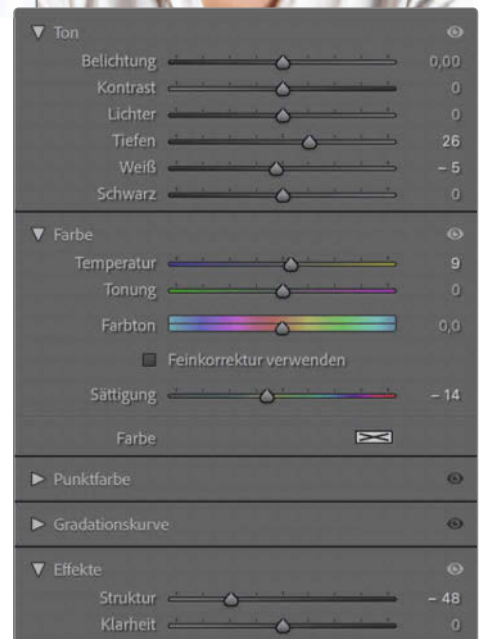 Ton
Belichtung 0,00
Kontrast 0
Lichter 0
Tiefen 26
Weiß – 5
Schwarz 0
Farbe
Temperatur 9
Tonung 0
Farbton 0,0
Feinkorrektur verwenden
Sättigung – 14
Farbe
Punktfarbe
Gradationskurve
Effekte
Struktur – 48
Klarheit 0